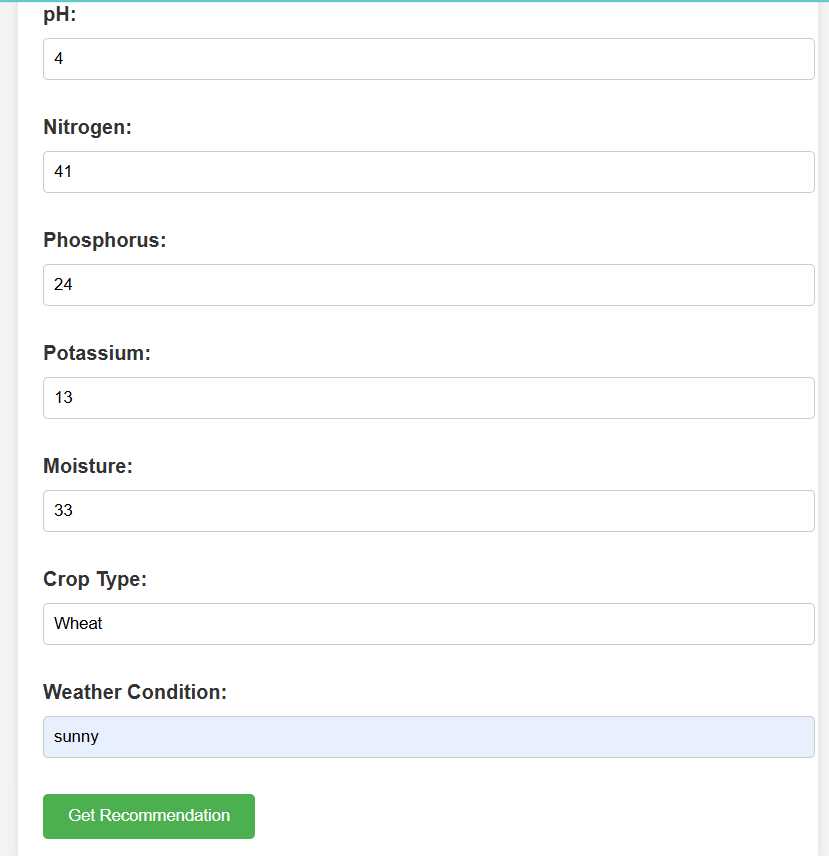 pH:
4
Nitrogen:
41
Phosphorus:
24
Potassium:
13
Moisture:
33
Crop Type:
Wheat
Weather Condition:
sunny
Get Recommendation